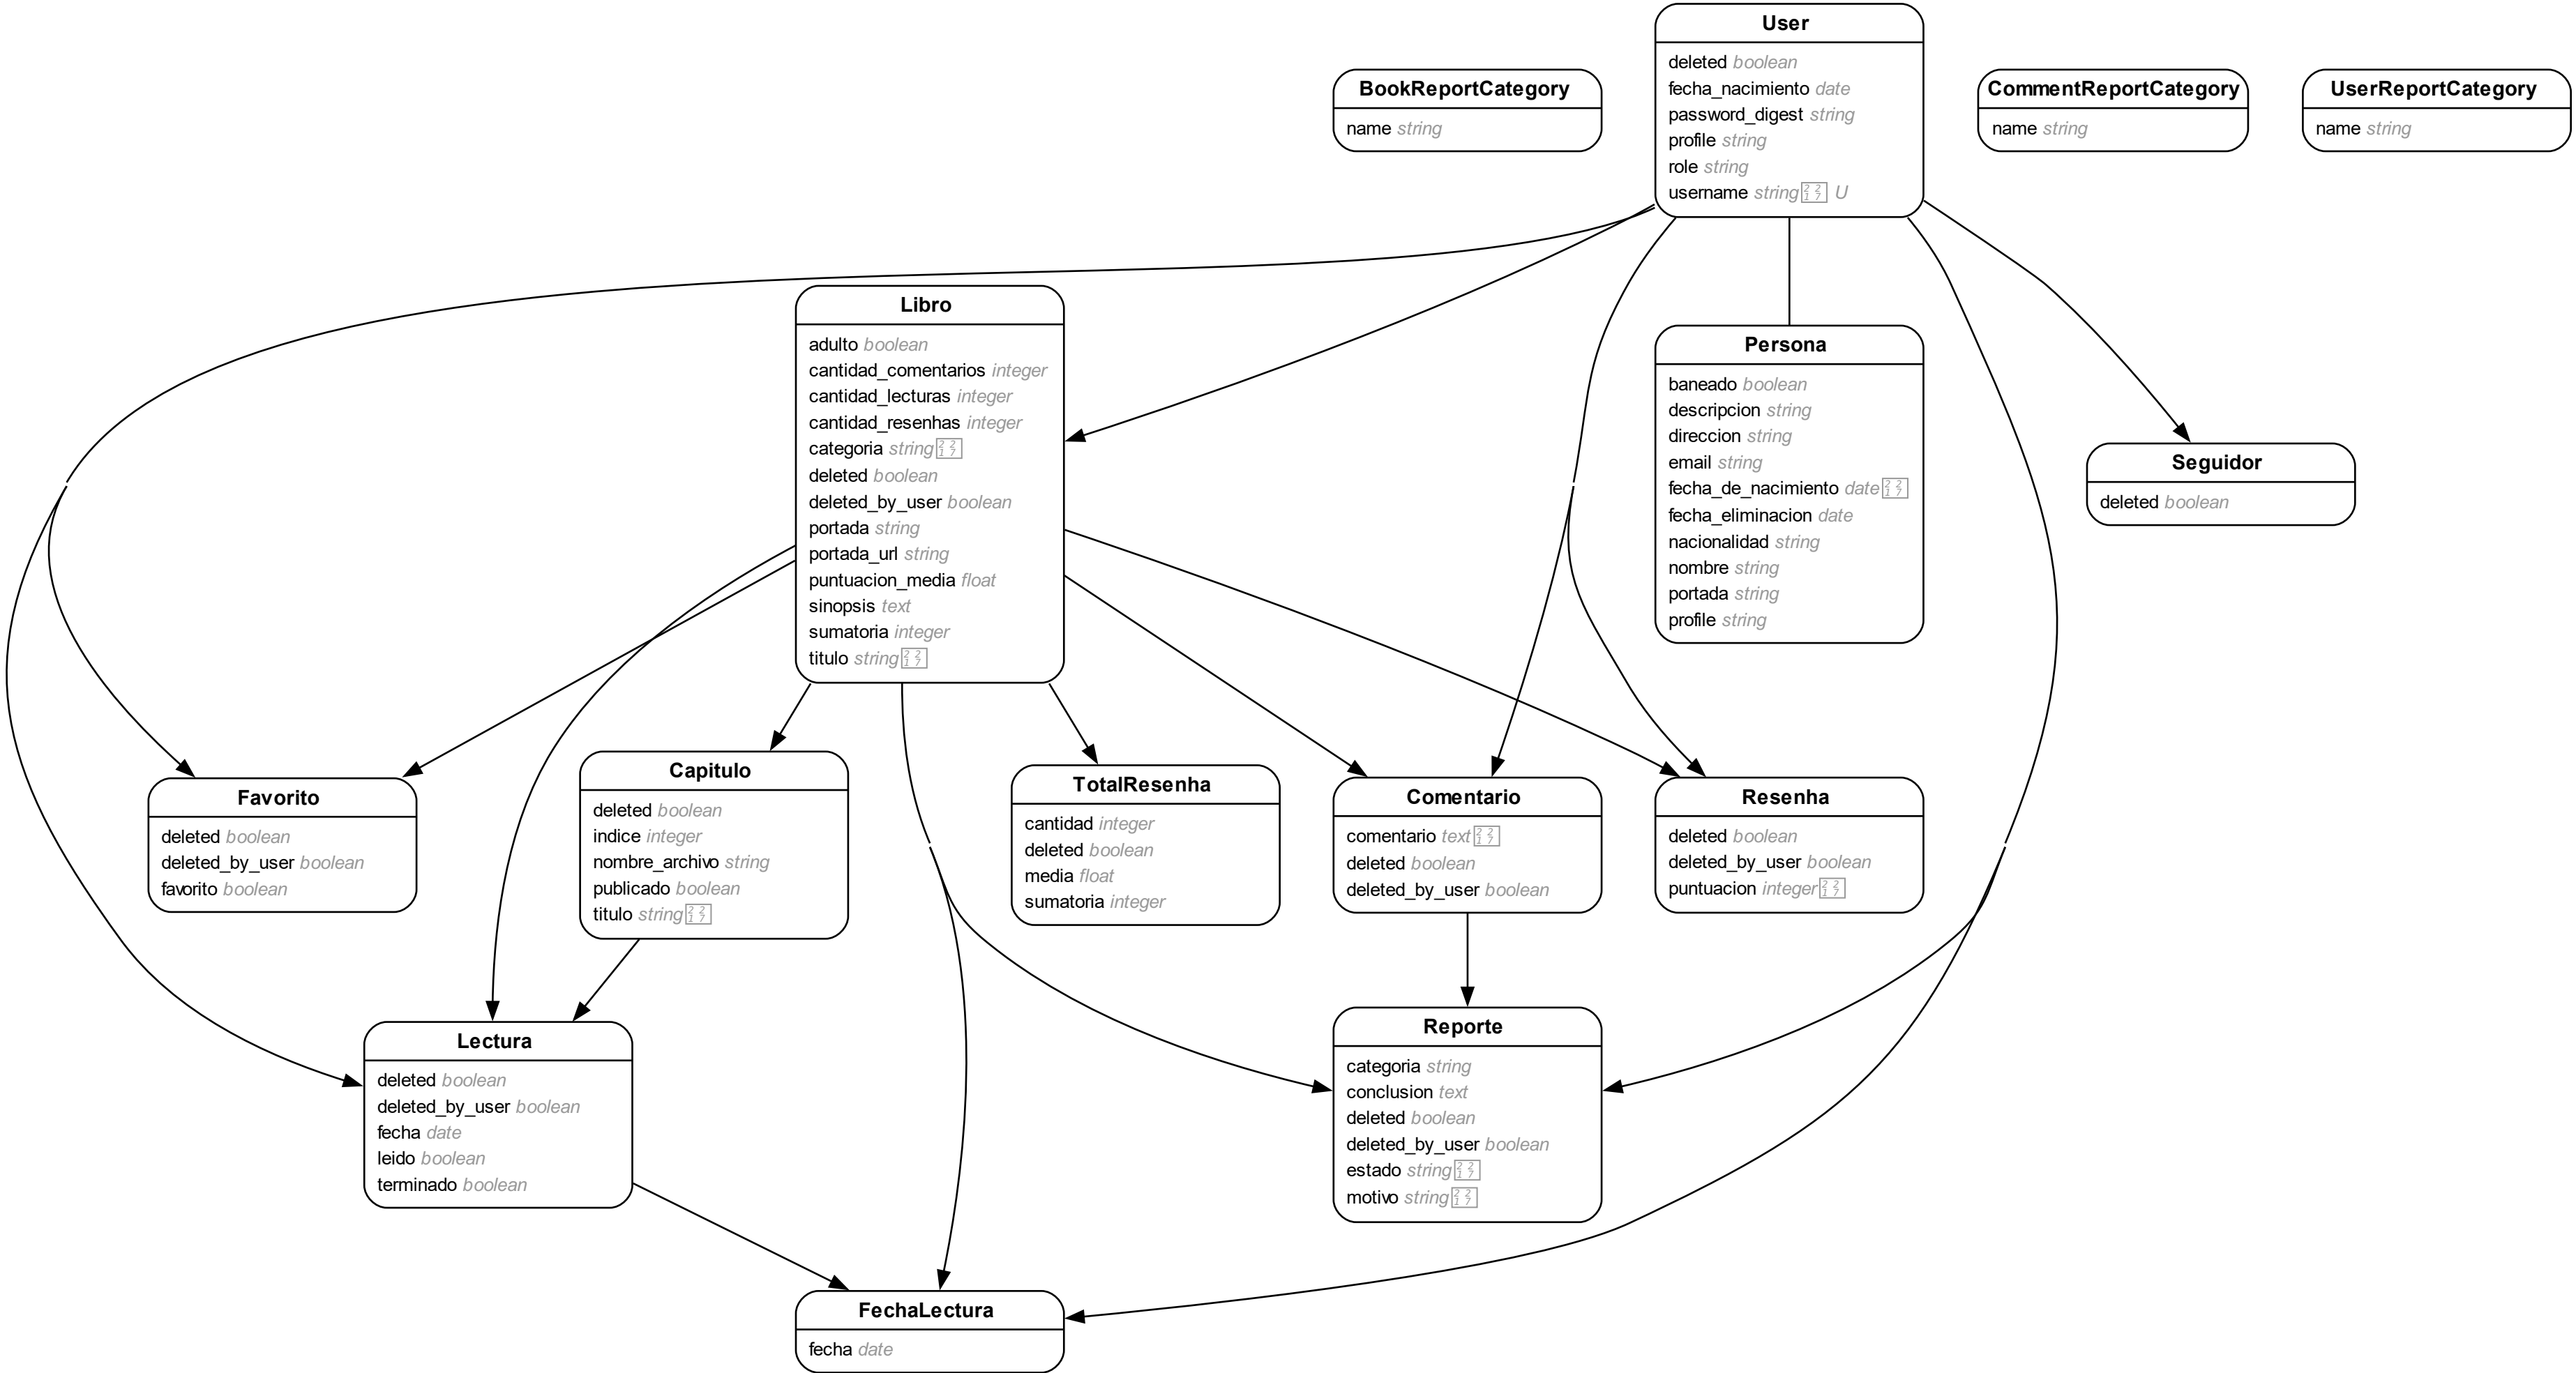 User
deleted boolean
fecha_nacimiento date
password_digest string
profile string
role string
username string U
BookReportCategory
name string
CommentReportCategory
name string
UserReportCategory
name string
Libro
adulto boolean
cantidad_comentarios integer
cantidad_lecturas integer
cantidad_resenhas integer
categoria string
deleted boolean
deleted_by_user boolean
portada string
portada_url string
puntuacion_media float
sinopsis text
sumatoria integer
titulo string
Persona
baneado boolean
descripcion string
direccion string
email string
fecha_de_nacimiento date
fecha_eliminacion date
nacionalidad string
nombre string
portada string
profile string
Seguidor
deleted boolean
Favorito
deleted boolean
deleted_by_user boolean
favorito boolean
Capitulo
deleted boolean
indice integer
nombre_archivo string
publicado boolean
titulo string
TotalResenha
cantidad integer
deleted boolean
media float
sumatoria integer
Comentario
comentario text
deleted boolean
deleted_by_user boolean
Resenha
deleted boolean
deleted_by_user boolean
puntuacion integer
Lectura
deleted boolean
deleted_by_user boolean
fecha date
leido boolean
terminado boolean
Reporte
categoria string
conclusion text
deleted boolean
deleted_by_user boolean
estado string
motivo string
FechaLectura
fecha date